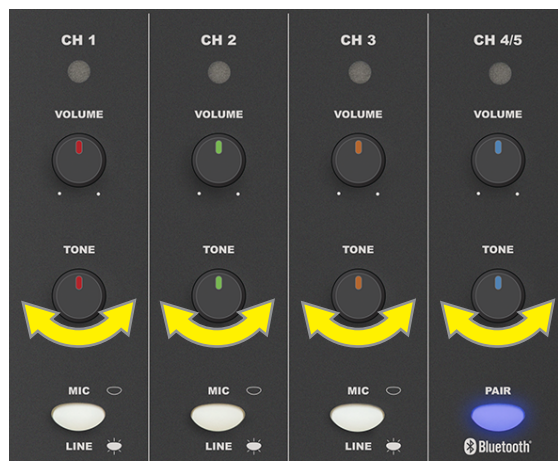 CH 1
CH 2
CH 3
CH 4/5
VOLUME
VOLUME
VOLUME
VOLUME
TONE
TONE
TONE
TONE
MIC
MIC
MIC
PAIR
LINE
LINE
LINE
Bluetooth